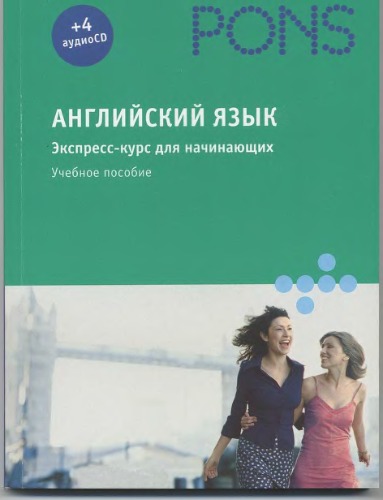 +4
аудиоCD
PONS
АНГЛИЙСКИЙ ЯЗЫК
Экспресс-курс для начинающих
Учебное пособие